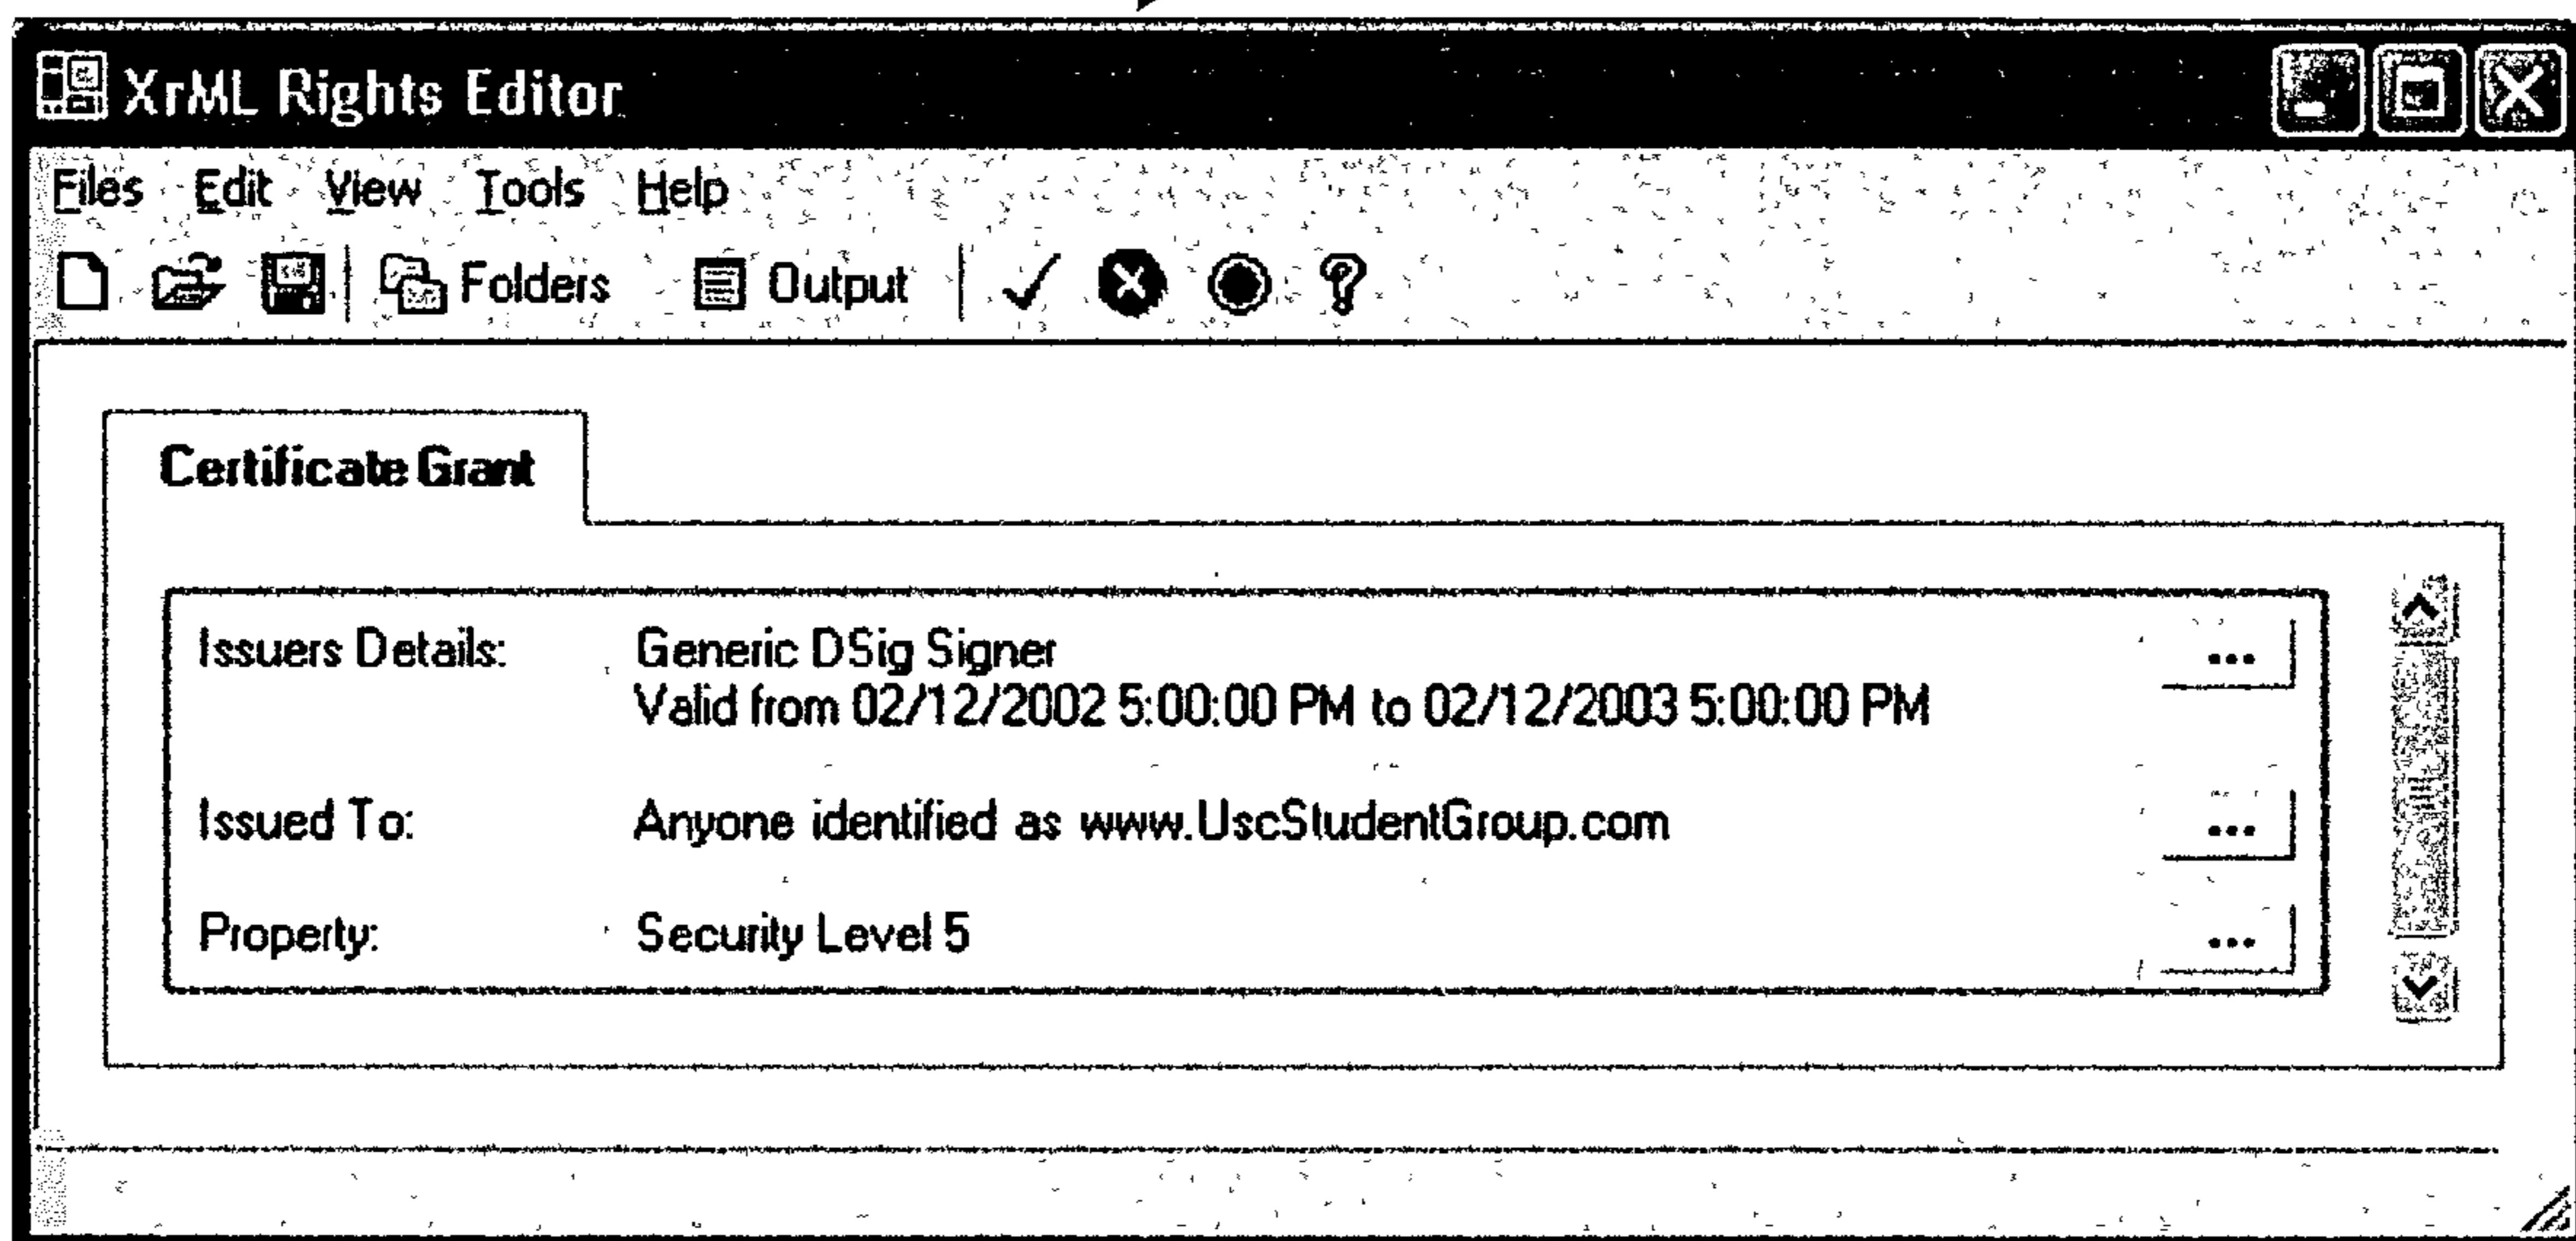 XrML Rights Editor
Files Edit View Tools Help
Folders Output
Certificate Grant
Issuers Details: Generic DSig Signer
Valid from 02/12/2002 5:00:00 PM to 02/12/2003 5:00:00 PM
Issued To: Anyone identified as www.UscStudentGroup.com
Property: Security Level 5